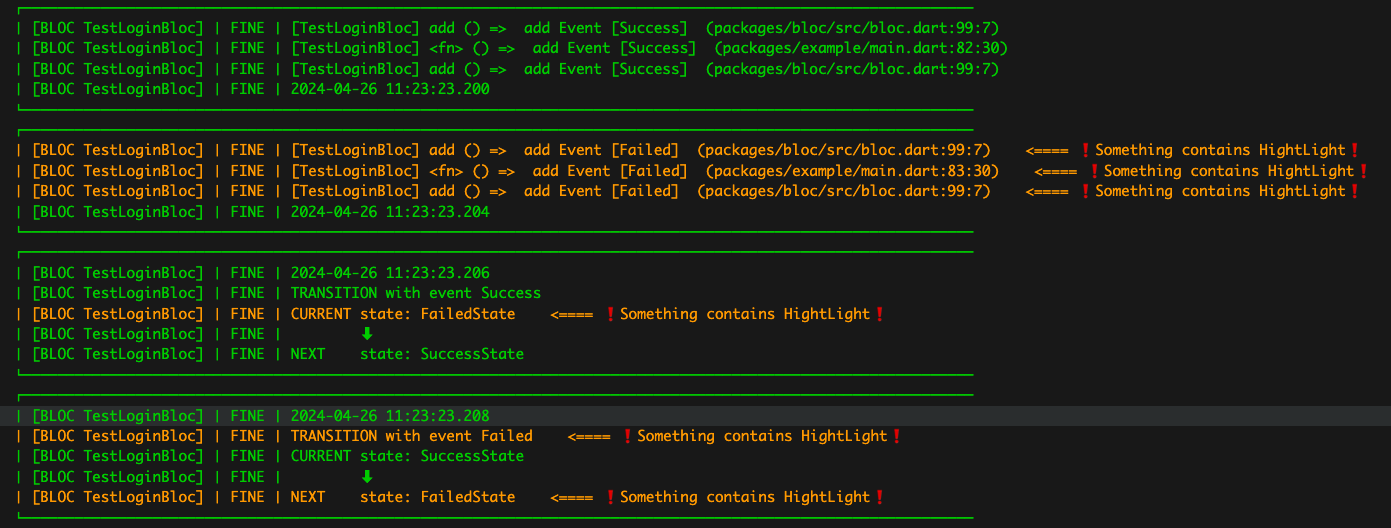 | [BLOC TestLoginBloc] | FINE | [TestLoginBloc] add () =>  add Event [Success]  (packages/bloc/src/bloc.dart:99:7)
| [BLOC TestLoginBloc] | FINE | [TestLoginBloc] <fn> () =>  add Event [Success]  (packages/example/main.dart:82:30)
| [BLOC TestLoginBloc] | FINE | [TestLoginBloc] add () =>  add Event [Success]  (packages/bloc/src/bloc.dart:99:7)
| [BLOC TestLoginBloc] | FINE | 2024-04-26 11:23:23.200
| [BLOC TestLoginBloc] | FINE | [TestLoginBloc] add () =>  add Event [Failed]  (packages/bloc/src/bloc.dart:99:7)    <==== ❗Something contains HightLight❗
| [BLOC TestLoginBloc] | FINE | [TestLoginBloc] <fn> () =>  add Event [Failed]  (packages/example/main.dart:83:30)    <==== ❗Something contains HightLight❗
| [BLOC TestLoginBloc] | FINE | [TestLoginBloc] add () =>  add Event [Failed]  (packages/bloc/src/bloc.dart:99:7)    <==== ❗Something contains HightLight❗
| [BLOC TestLoginBloc] | FINE | 2024-04-26 11:23:23.204
| [BLOC TestLoginBloc] | FINE | 2024-04-26 11:23:23.206
| [BLOC TestLoginBloc] | FINE | TRANSITION with event Success
| [BLOC TestLoginBloc] | FINE | CURRENT state: FailedState    <==== ❗Something contains HightLight❗
| [BLOC TestLoginBloc] | FINE |         ⬇
| [BLOC TestLoginBloc] | FINE | NEXT    state: SuccessState
| [BLOC TestLoginBloc] | FINE | 2024-04-26 11:23:23.208
| [BLOC TestLoginBloc] | FINE | TRANSITION with event Failed    <==== ❗Something contains HightLight❗
| [BLOC TestLoginBloc] | FINE | CURRENT state: SuccessState
| [BLOC TestLoginBloc] | FINE |         ⬇
| [BLOC TestLoginBloc] | FINE | NEXT    state: FailedState    <==== ❗Something contains HightLight❗